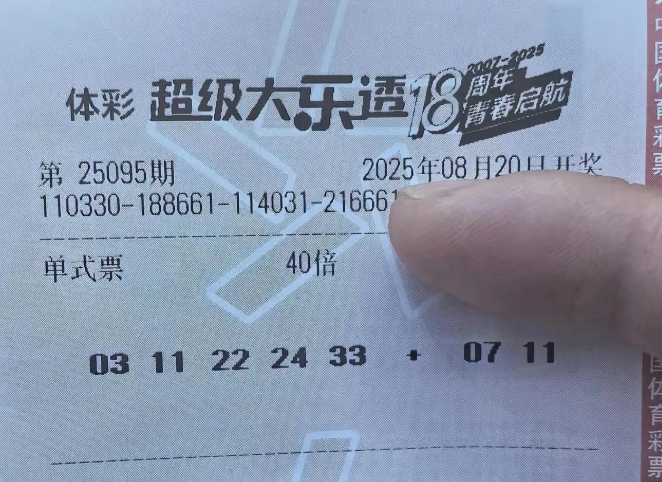 体彩 超级大乐透 18 2007-2025 周年 青春启航
第 25095期 2025年08月20日开奖
110330-188661-114031-216661
单式票 40倍
03 11 22 24 33 + 07 11
中国体育彩票
国体育彩票